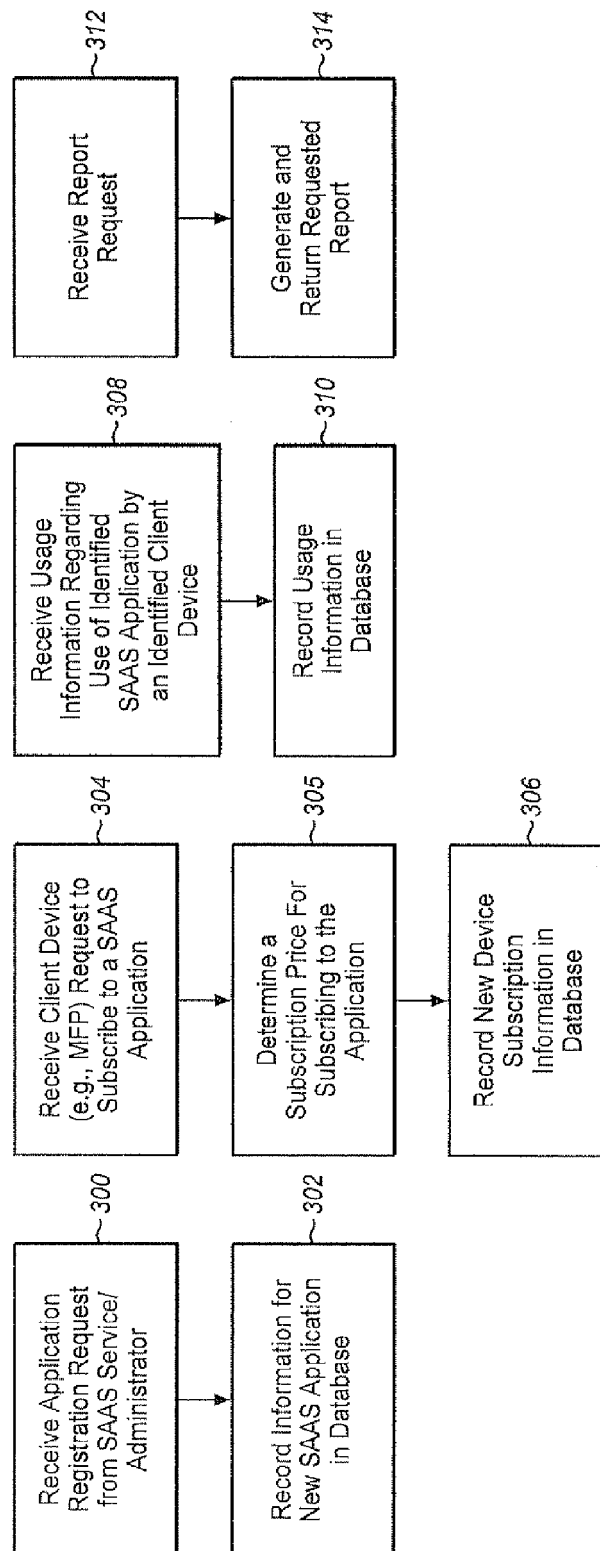 Receive Application
Registration Request
from SAAS Service/
Administrator
300
Record Information for
New SAAS Application
in Database
302
Receive Client Device
(e.g., MFP) Request to
Subscribe to a SAAS
Application
304
Determine a
Subscription Price For
Subscribing to the
Application
305
Record New Device
Subscription
Information in
Database
306
Receive Usage
Information Regarding
Use of Identified
SAAS Application by
an Identified Client
Device
308
Record Usage
Information in
Database
310
Receive Report
Request
312
Generate and
Return Requested
Report
314